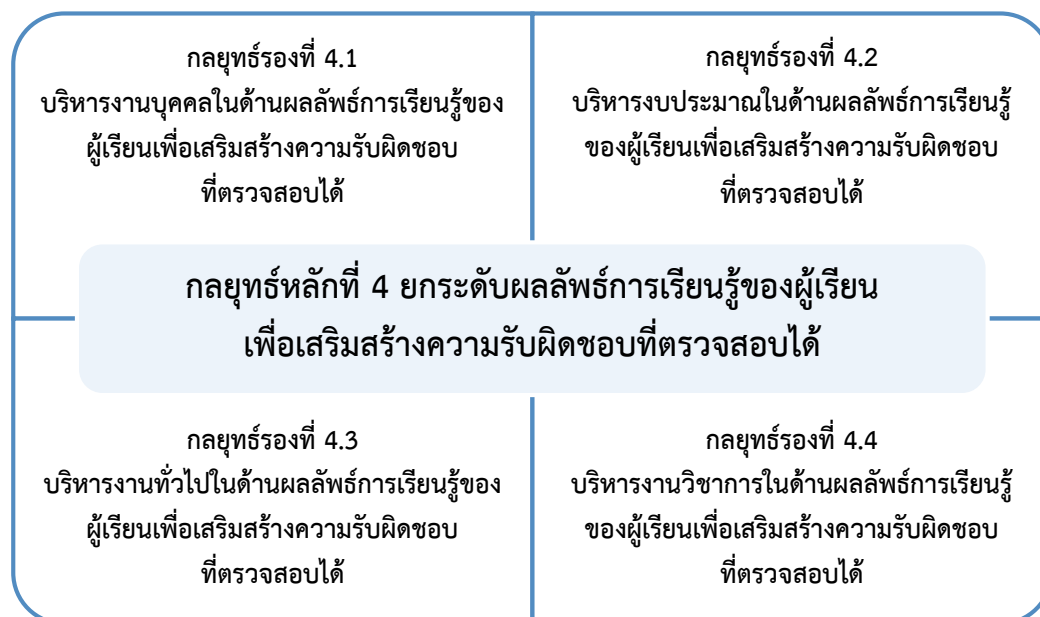 กลยุทธ์รองที่ 4.1
บริหารงานบุคคลในด้านผลลัพธ์การเรียนรู้ของ
ผู้เรียนเพื่อเสริมสร้างความรับผิดชอบ
ที่ตรวจสอบได้
กลยุทธ์รองที่ 4.2
บริหารงบประมาณในด้านผลลัพธ์การเรียนรู้
ของผู้เรียนเพื่อเสริมสร้างความรับผิดชอบ
ที่ตรวจสอบได้
กลยุทธ์หลักที่ 4 ยกระดับผลลัพธ์การเรียนรู้ของผู้เรียน
เพื่อเสริมสร้างความรับผิดชอบที่ตรวจสอบได้
กลยุทธ์รองที่ 4.3
บริหารงานทั่วไปในด้านผลลัพธ์การเรียนรู้ของ
ผู้เรียนเพื่อเสริมสร้างความรับผิดชอบ
ที่ตรวจสอบได้
กลยุทธ์รองที่ 4.4
บริหารงานวิชาการในด้านผลลัพธ์การเรียนรู้
ของผู้เรียนเพื่อเสริมสร้างความรับผิดชอบ
ที่ตรวจสอบได้